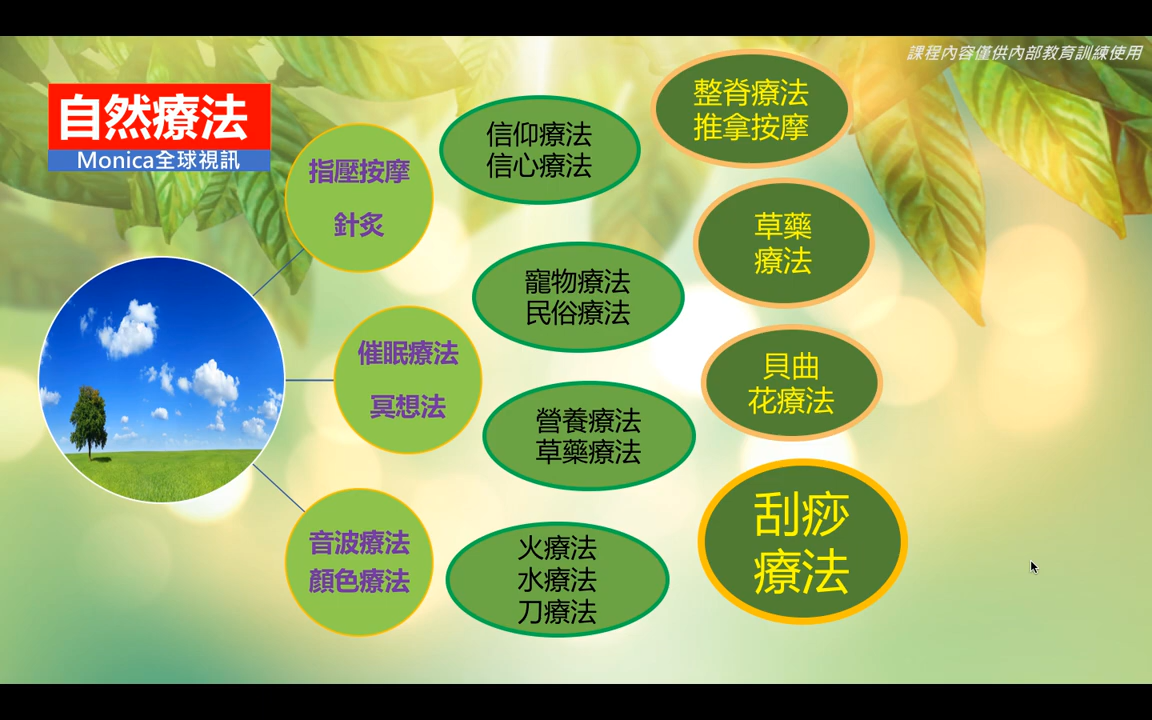 課程內容僅供內部教育訓練使用
自然療法
Monica全球視訊
指壓按摩
針炙
催眠療法
冥想法
音波療法
顏色療法
信仰療法
信心療法
寵物療法
民俗療法
營養療法
草藥療法
火療法
水療法
刀療法
整脊療法
推拿按摩
草藥
療法
貝曲
花療法
刮痧
療法